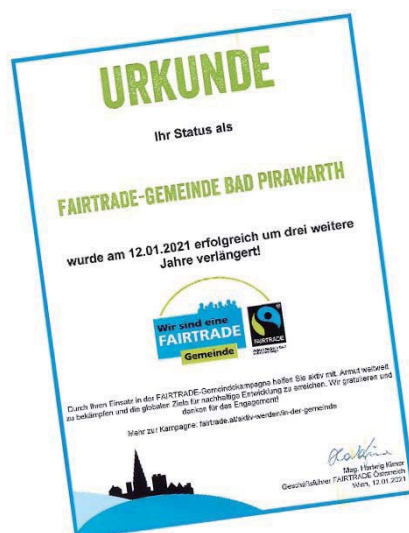 URKUNDE
Ihr Status als
FAIRTRADE-GEMEINDE BAD PIRAWARTH
wurde am 12.01.2021 erfolgreich um drei weitere
Jahre verlängert!
Wir sind eine
FAIRTRADE
Gemeinde
FAIRTRADE
Durch Ihren Einsatz in der FAIRTRADE-Gemeindekampagne helfen Sie aktiv mit, Armut weltweit
zu bekämpfen und die globalen Ziele für nachhaltige Entwicklung zu erreichen. Wir gratulieren und
danken für das Engagement!
Mehr zur Kampagne: fairtrade.at/aktiv-werden/in-der-gemeinde
Mag. Hartwig Kirner
Geschäftsführer FAIRTRADE Österreich
Wien, 12.01.2021